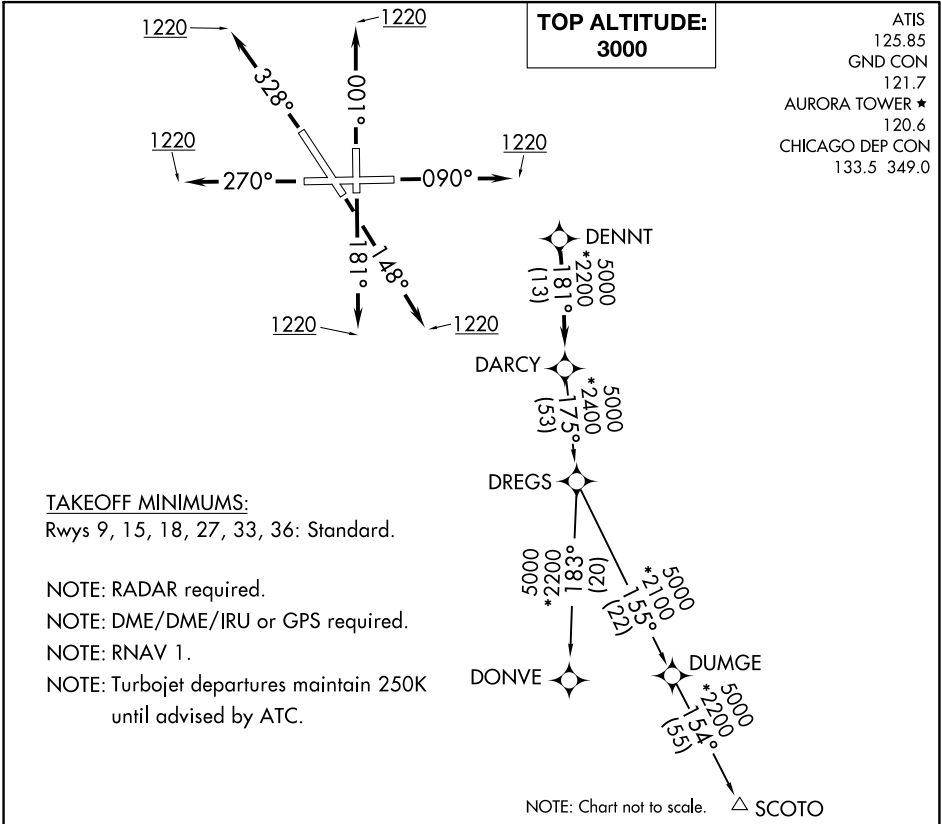 TOP ALTITUDE:
3000
ATIS
125.85
GND CON
121.7
AURORA TOWER ★
120.6
CHICAGO DEP CON
133.5 349.0
1220
1220
328°
001°
1220
1220
270°
090°
181°
148°
1220
1220
DENNT
5000
*2200
181°
(13)
DARCY
5000
*2400
175°
(53)
DREGS
5000
*2200
183°
(20)
5000
*2100
155°
(22)
DONVE
DUMGE
5000
*2200
154°
(55)
SCOTO
TAKEOFF MINIMUMS:
Rwys 9, 15, 18, 27, 33, 36: Standard.
NOTE: RADAR required.
NOTE: DME/DME/IRU or GPS required.
NOTE: RNAV 1.
NOTE: Turbojet departures maintain 250K
until advised by ATC.
NOTE: Chart not to scale.